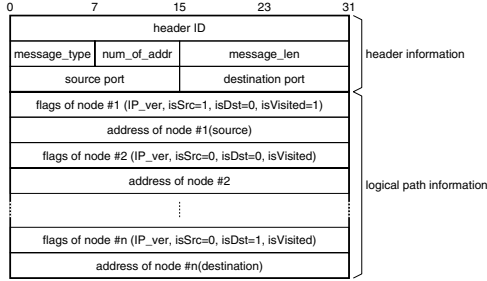 0 7 15 23 31
header ID
message_type num_of_addr message_len
header information
source port destination port
flags of node #1 (IP_ver, isSrc=1, isDst=0, isVisited=1)
address of node #1(source)
flags of node #2 (IP_ver, isSrc=0, isDst=0, isVisited)
address of node #2
logical path information
flags of node #n (IP_ver, isSrc=0, isDst=1, isVisited)
address of node #n(destination)